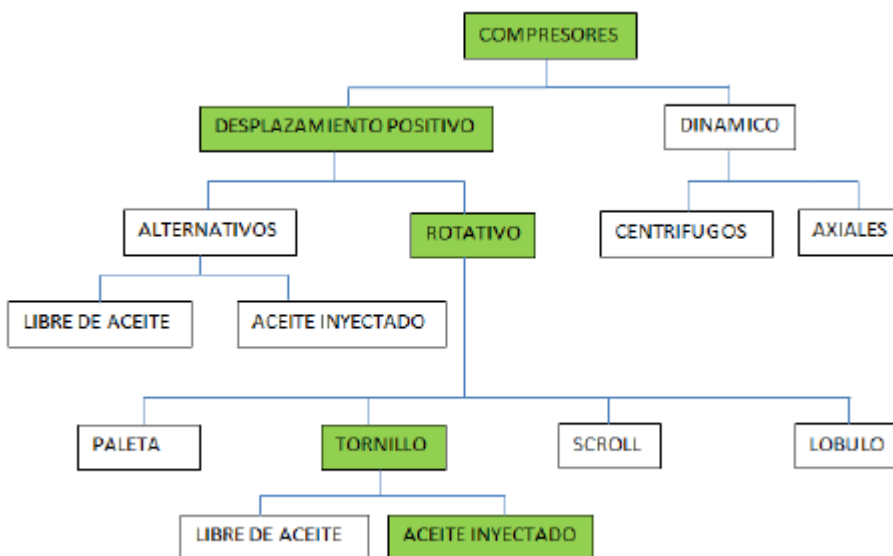 COMPRESORES
DESPLAZAMIENTO POSITIVO
DINAMICO
ALTERNATIVOS
ROTATIVO
CENTRIFUGOS
AXIALES
LIBRE DE ACEITE
ACEITE INYECTADO
PALETA
TORNILLO
SCROLL
LOBULO
LIBRE DE ACEITE
ACEITE INYECTADO